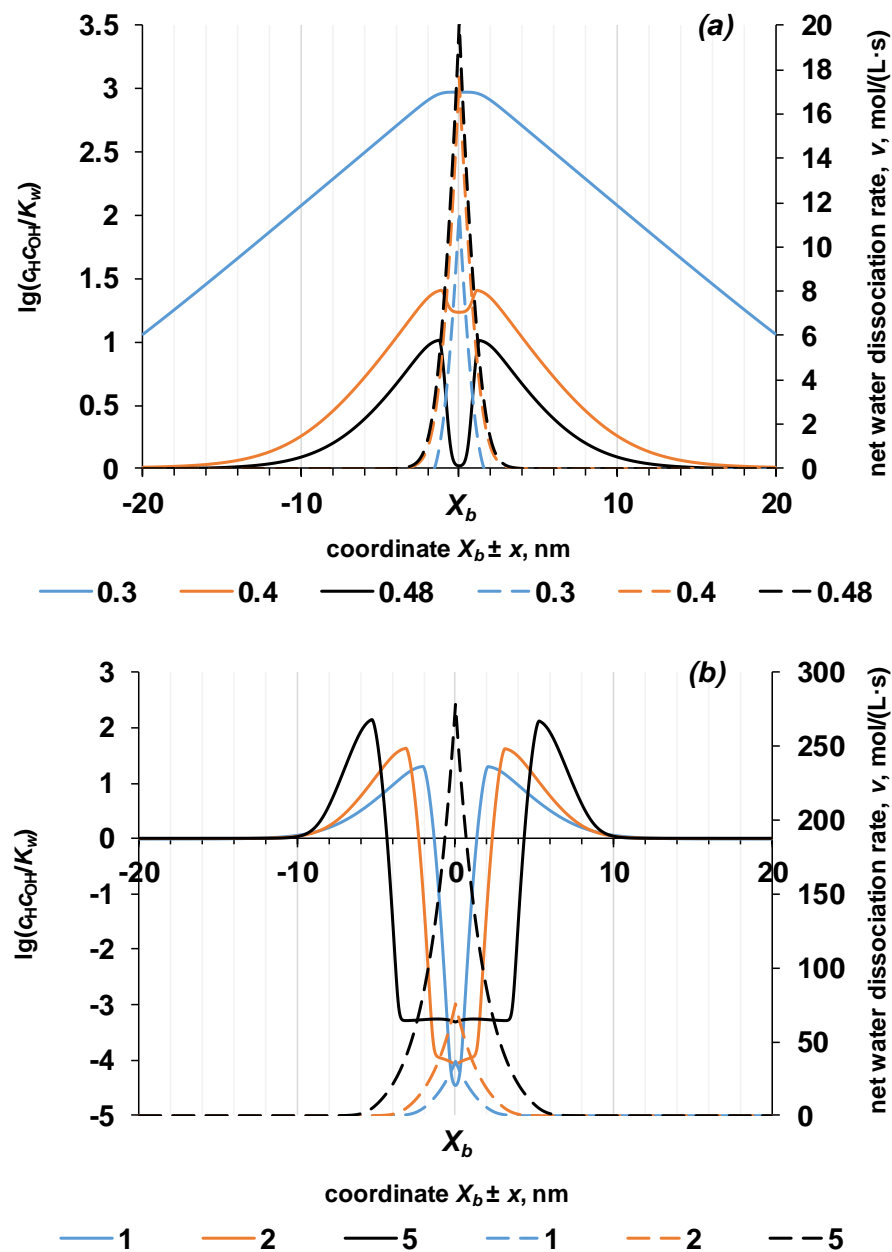 (a)
lg(cHcOH/Kw)
3.5
3
2.5
2
1.5
1
0.5
0
20
18
16
14
12
10
8
6
4
2
0
net water dissociation rate, v, mol/(L·s)
-20 -10 Xb 10 20
coordinate Xb ± x, nm
0.3 0.4 0.48 0.3 0.4 0.48
(b)
lg(cHcOH/Kw)
3
2
1
0
-1
-2
-3
-4
-5
300
250
200
150
100
50
0
net water dissociation rate, v, mol/(L·s)
-20 -10 0 10 20
Xb
coordinate Xb ± x, nm
1 2 5 1 2 5